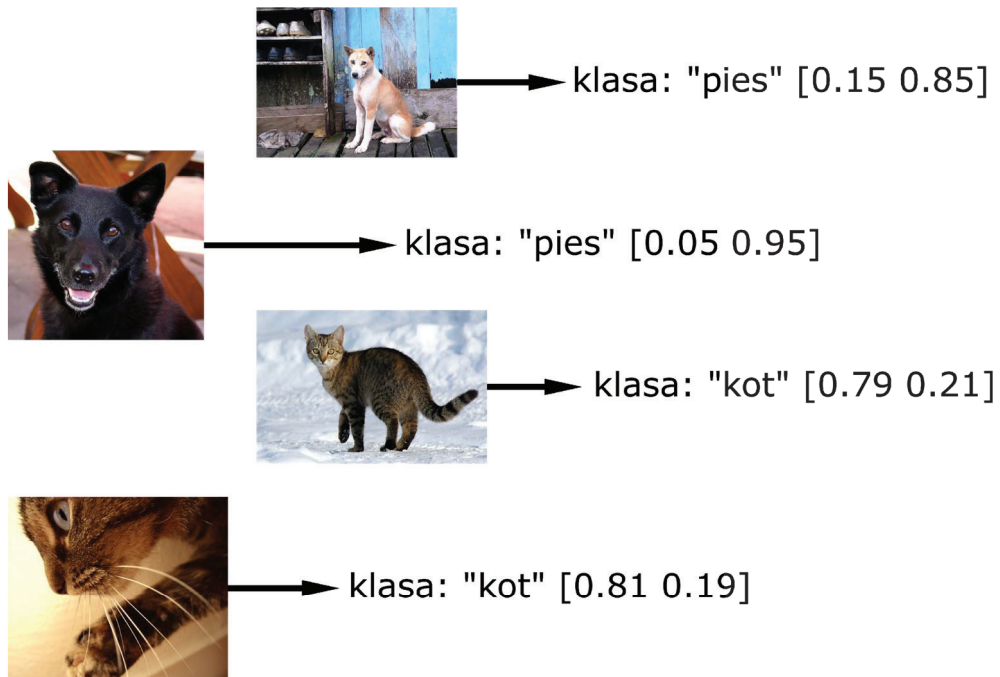 klasa: "pies" [0.15 0.85]
klasa: "pies" [0.05 0.95]
klasa: "kot" [0.79 0.21]
klasa: "kot" [0.81 0.19]